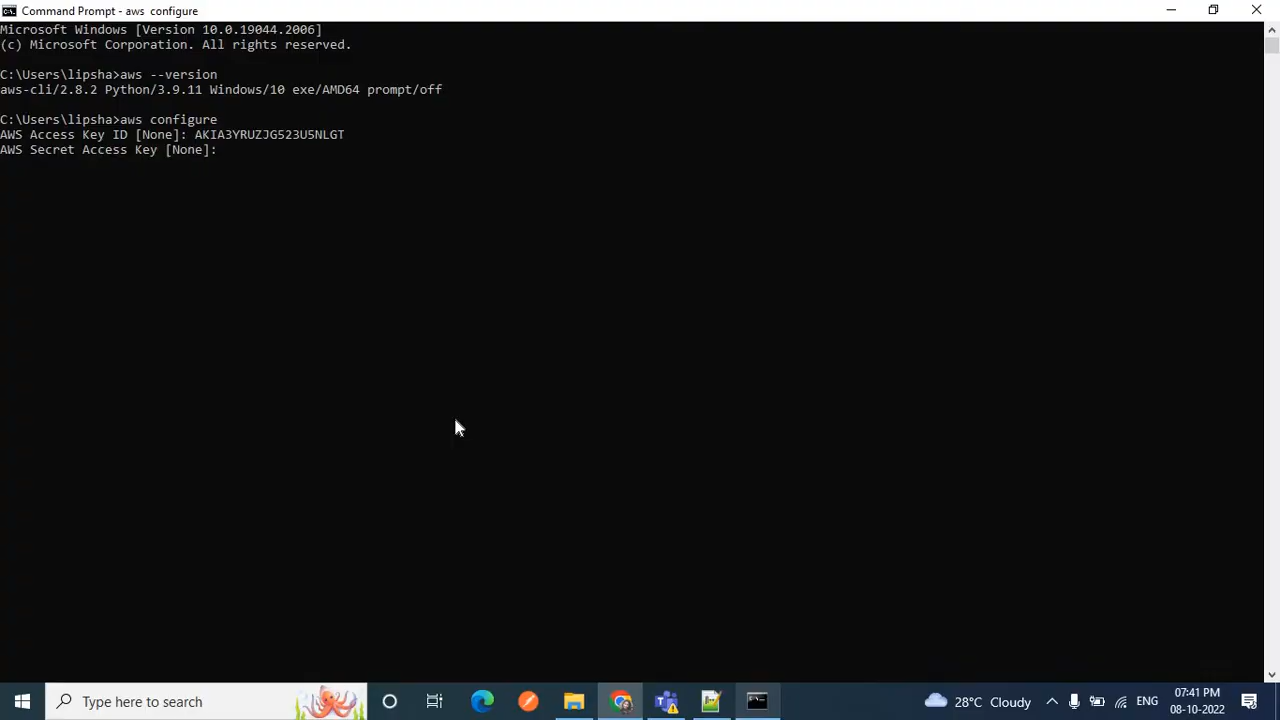 Command Prompt - aws  configure
Microsoft Windows [Version 10.0.19044.2006]
(c) Microsoft Corporation. All rights reserved.
C:\Users\lipsha>aws --version
aws-cli/2.8.2 Python/3.9.11 Windows/10 exe/AMD64 prompt/off
C:\Users\lipsha>aws configure
AWS Access Key ID [None]: AKIA3YRUZJG523U5NLGT
AWS Secret Access Key [None]:
Type here to search
28°C Cloudy
ENG
07:41 PM
08-10-2022